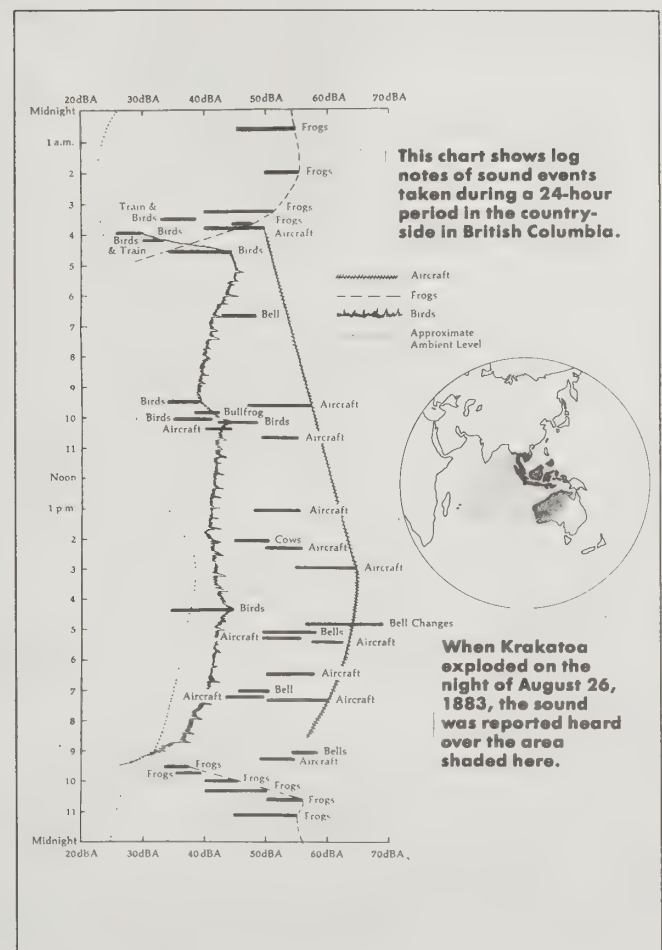 20dBA 30dBA 40dBA 50dBA 60dBA 70dBA
Midnight
Frogs
1 a.m.
2
Frogs
3
Train &
Birds
Frogs
Frogs
4
Birds
Aircraft
Birds
& Train
Birds
5
6
Bell
7
8
9
Birds
Aircraft
Bullfrog
10
Birds
Birds
Aircraft
Aircraft
11
Noon
1 pm
Aircraft
2
Cows
Aircraft
3
Aircraft
4
Birds
Bell Changes
5
Bells
Aircraft
Aircraft
6
Aircraft
7
Bell
Aircraft
Aircraft
8
9
Bells
Aircraft
Frogs
Frogs
10
Frogs
Frogs
Frogs
11
Frogs
Midnight
20dBA 30dBA 40dBA 50dBA 60dBA 70dBA
This chart shows log
notes of sound events
taken during a 24-hour
period in the country-
side in British Columbia.
Aircraft
Frogs
Birds
Approximate
Ambient Level
When Krakatoa
exploded on the
night of August 26,
1883, the sound
was reported heard
over the area
shaded here.